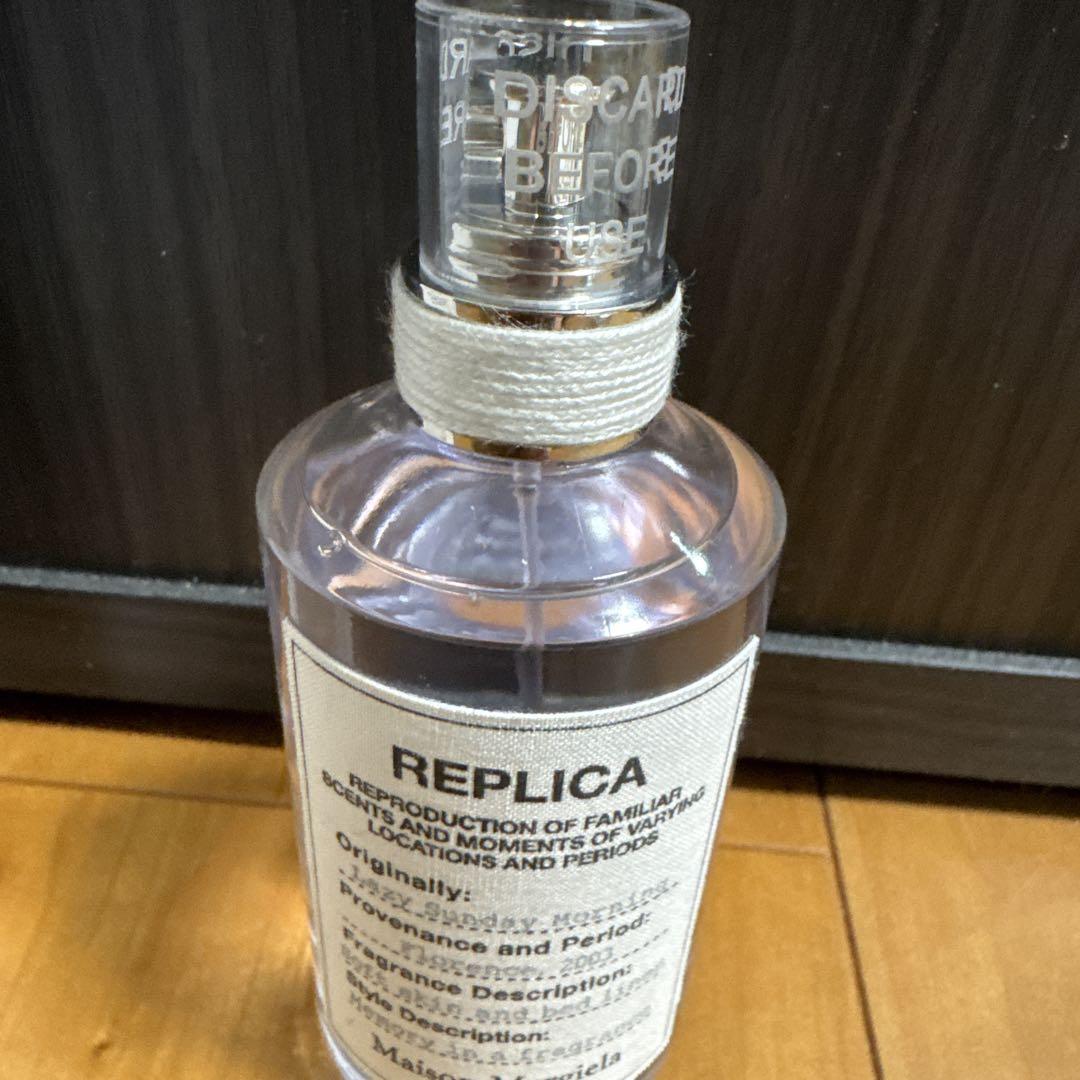 DISCARD
BEFORE
USE
REPLICA
REPRODUCTION OF FAMILIAR
SCENTS AND MOMENTS OF VARYING
LOCATIONS AND PERIODS
Originally:
Lazy Sunday Morning
Provenance and Period:
Florence, 2003
Fragrance Description:
Soft skin and bed linen
Style Description:
Memory in a fragrance
Maison Margiela